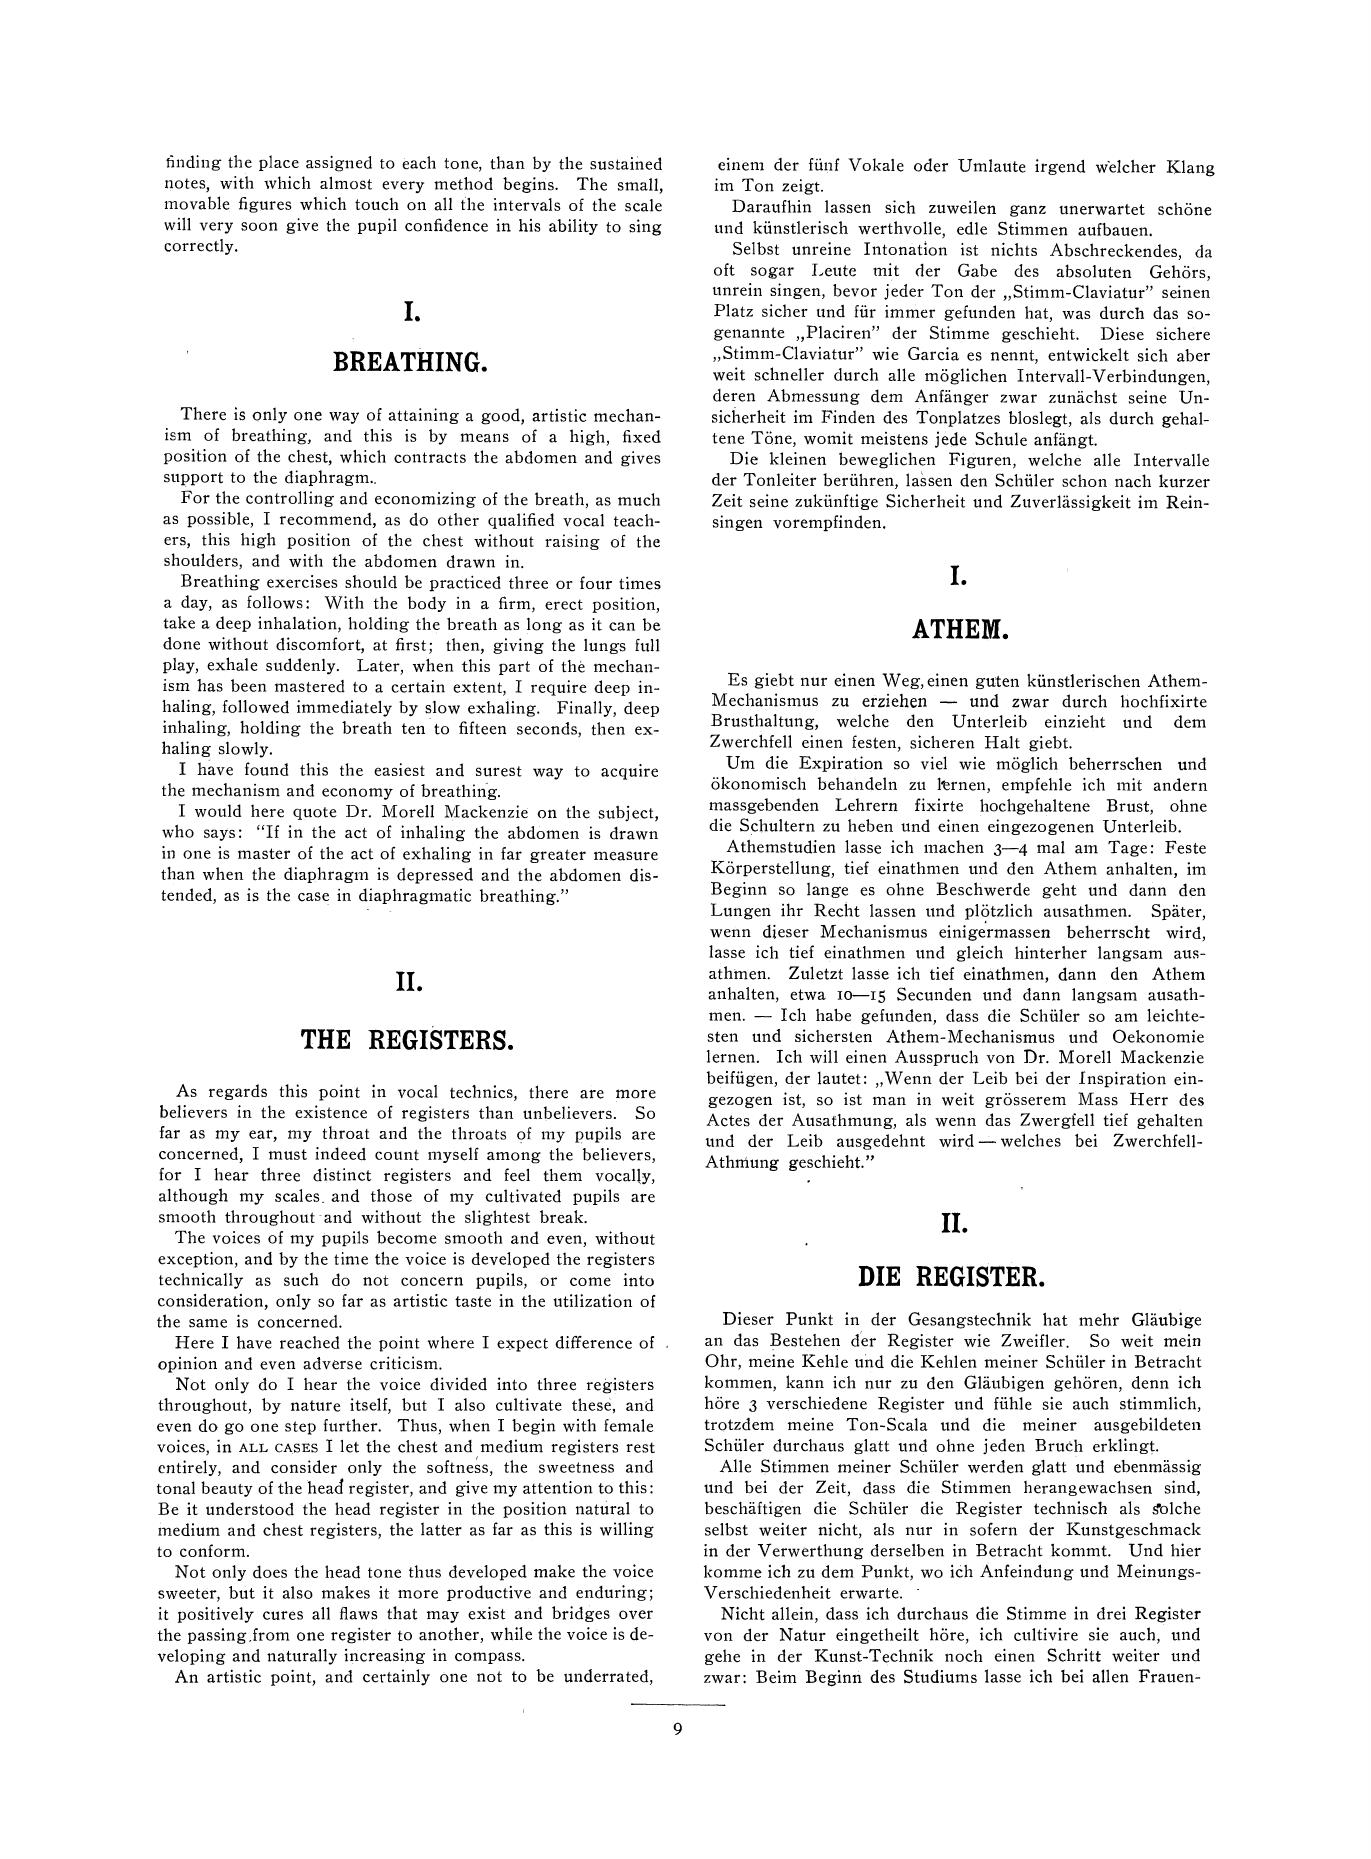 finding the place assigned to each tone, than by the sustained
notes, with which almost every method begins. The small,
movable figures which touch on all the intervals of the scale
will very soon give the pupil confidence in his ability to sing
correctly.
I.
BREATHING.
There is only one way of attaining a good, artistic mechan-
ism of breathing, and this is by means of a high, fixed
position of the chest, which contracts the abdomen and gives
support to the diaphragm..
For the controlling and economizing of the breath, as much
as possible, I recommend, as do other qualified vocal teach-
ers, this high position of the chest without raising of the
shoulders, and with the abdomen drawn in.
Breathing exercises should be practiced three or four times
a day, as follows: With the body in a firm, erect position,
take a deep inhalation, holding the breath as long as it can be
done without discomfort, at first; then, giving the lungs full
play, exhale suddenly. Later, when this part of the mechan-
ism has been mastered to a certain extent, I require deep in-
haling, followed immediately by slow exhaling. Finally, deep
inhaling, holding the breath ten to fifteen seconds, then ex-
haling slowly.
I have found this the easiest and surest way to acquire
the mechanism and economy of breathing.
I would here quote Dr. Morell Mackenzie on the subject,
who says: “If in the act of inhaling the abdomen is drawn
in one is master of the act of exhaling in far greater measure
than when the diaphragm is depressed and the abdomen dis-
tended, as is the case in diaphragmatic breathing.”
II.
THE REGISTERS.
As regards this point in vocal technics, there are more
believers in the existence of registers than unbelievers. So
far as my ear, my throat and the throats of my pupils are
concerned, I must indeed count myself among the believers,
for I hear three distinct registers and feel them vocally,
although my scales and those of my cultivated pupils are
smooth throughout and without the slightest break.
The voices of my pupils become smooth and even, without
exception, and by the time the voice is developed the registers
technically as such do not concern pupils, or come into
consideration, only so far as artistic taste in the utilization of
the same is concerned.
Here I have reached the point where I expect difference of
opinion and even adverse criticism.
Not only do I hear the voice divided into three registers
throughout, by nature itself, but I also cultivate these, and
even do go one step further. Thus, when I begin with female
voices, in ALL CASES I let the chest and medium registers rest
entirely, and consider only the softness, the sweetness and
tonal beauty of the head register, and give my attention to this:
Be it understood the head register in the position natural to
medium and chest registers, the latter as far as this is willing
to conform.
Not only does the head tone thus developed make the voice
sweeter, but it also makes it more productive and enduring;
it positively cures all flaws that may exist and bridges over
the passing from one register to another, while the voice is de-
veloping and naturally increasing in compass.
An artistic point, and certainly one not to be underrated,
einem der fünf Vokale oder Umlaute irgend welcher Klang
im Ton zeigt.
Daraufhin lassen sich zuweilen ganz unerwartet schöne
und künstlerisch werthvolle, edle Stimmen aufbauen.
Selbst unreine Intonation ist nichts Abschreckendes, da
oft sogar Leute mit der Gabe des absoluten Gehörs,
unrein singen, bevor jeder Ton der „Stimm-Claviatur” seinen
Platz sicher und für immer gefunden hat, was durch das so-
genannte „Placiren” der Stimme geschieht. Diese sichere
„Stimm-Claviatur” wie Garcia es nennt, entwickelt sich aber
weit schneller durch alle möglichen Intervall-Verbindungen,
deren Abmessung dem Anfänger zwar zunächst seine Un-
sicherheit im Finden des Tonplatzes bloslegt, als durch gehal-
tene Töne, womit meistens jede Schule anfängt.
Die kleinen beweglichen Figuren, welche alle Intervalle
der Tonleiter berühren, lassen den Schüler schon nach kurzer
Zeit seine zukünftige Sicherheit und Zuverlässigkeit im Rein-
singen vorempfinden.
I.
ATHEM.
Es giebt nur einen Weg, einen guten künstlerischen Athem-
Mechanismus zu erziehen — und zwar durch hochfixirte
Brusthaltung, welche den Unterleib einzieht und dem
Zwerchfell einen festen, sicheren Halt giebt.
Um die Expiration so viel wie möglich beherrschen und
ökonomisch behandeln zu lernen, empfehle ich mit andern
massgebenden Lehrern fixirte hochgehaltene Brust, ohne
die Schultern zu heben und einen eingezogenen Unterleib.
Athemstudien lasse ich machen 3—4 mal am Tage: Feste
Körperstellung, tief einathmen und den Athem anhalten, im
Beginn so lange es ohne Beschwerde geht und dann den
Lungen ihr Recht lassen und plötzlich ausathmen. Später,
wenn dieser Mechanismus einigermassen beherrscht wird,
lasse ich tief einathmen und gleich hinterher langsam aus-
athmen. Zuletzt lasse ich tief einathmen, dann den Athem
anhalten, etwa 10—15 Secunden und dann langsam ausath-
men. — Ich habe gefunden, dass die Schüler so am leichte-
sten und sichersten Athem-Mechanismus und Oekonomie
lernen. Ich will einen Ausspruch von Dr. Morell Mackenzie
beifügen, der lautet: „Wenn der Leib bei der Inspiration ein-
gezogen ist, so ist man in weit grösserem Mass Herr des
Actes der Ausathmung, als wenn das Zwergfell tief gehalten
und der Leib ausgedehnt wird — welches bei Zwerchfell-
Athmung geschieht.”
II.
DIE REGISTER.
Dieser Punkt in der Gesangstechnik hat mehr Gläubige
an das Bestehen der Register wie Zweifler. So weit mein
Ohr, meine Kehle und die Kehlen meiner Schüler in Betracht
kommen, kann ich nur zu den Gläubigen gehören, denn ich
höre 3 verschiedene Register und fühle sie auch stimmlich,
trotzdem meine Ton-Scala und die meiner ausgebildeten
Schüler durchaus glatt und ohne jeden Bruch erklingt.
Alle Stimmen meiner Schüler werden glatt und ebenmässig
und bei der Zeit, dass die Stimmen herangewachsen sind,
beschäftigen die Schüler die Register technisch als solche
selbst weiter nicht, als nur in sofern der Kunstgeschmack
in der Verwerthung derselben in Betracht kommt. Und hier
komme ich zu dem Punkt, wo ich Anfeindung und Meinungs-
Verschiedenheit erwarte.
Nicht allein, dass ich durchaus die Stimme in drei Register
von der Natur eingetheilt höre, ich cultivire sie auch, und
gehe in der Kunst-Technik noch einen Schritt weiter und
zwar: Beim Beginn des Studiums lasse ich bei allen Frauen-
9